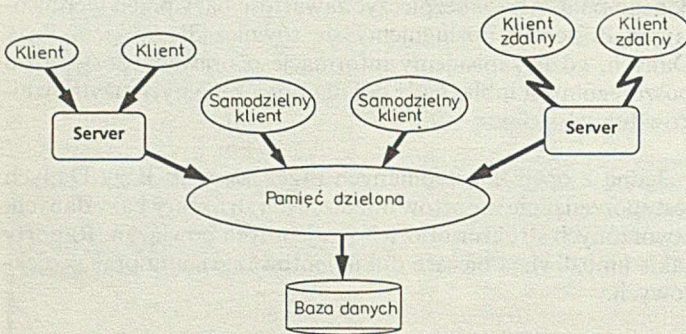 Klient
Klient
Klient
zdalny
Klient
zdalny
Samodzielny
klient
Samodzielny
klient
Server
Server
Pamięć dzielona
Baza danych